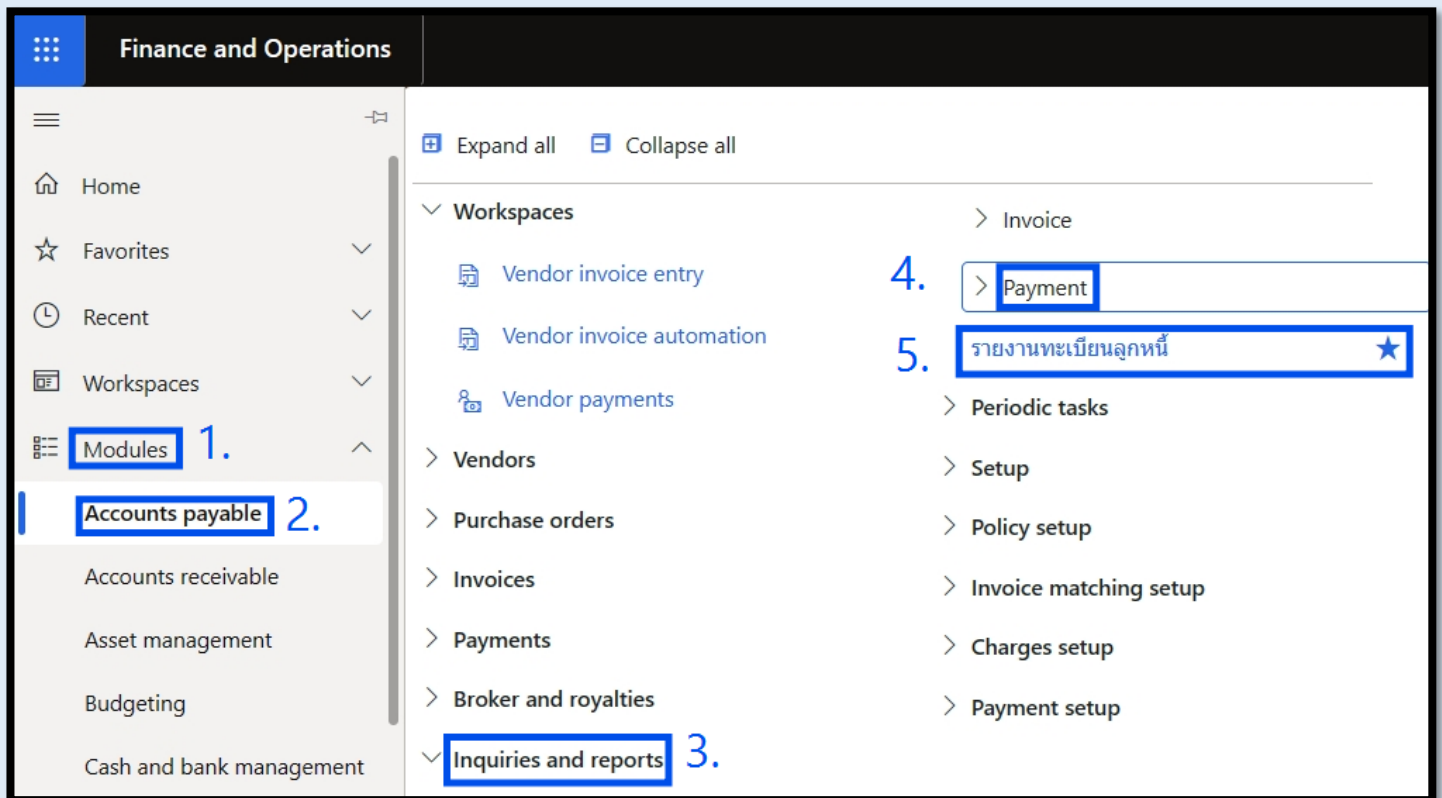 Finance and Operations
Home
Favorites
Recent
Workspaces
Modules 1.
Accounts payable 2.
Accounts receivable
Asset management
Budgeting
Cash and bank management
Expand all Collapse all
Workspaces
Vendor invoice entry
Vendor invoice automation
Vendor payments
Vendors
Purchase orders
Invoices
Payments
Broker and royalties
Inquiries and reports 3.
Invoice
4. Payment
5. รายงานทะเบียนลูกหนี้
Periodic tasks
Setup
Policy setup
Invoice matching setup
Charges setup
Payment setup